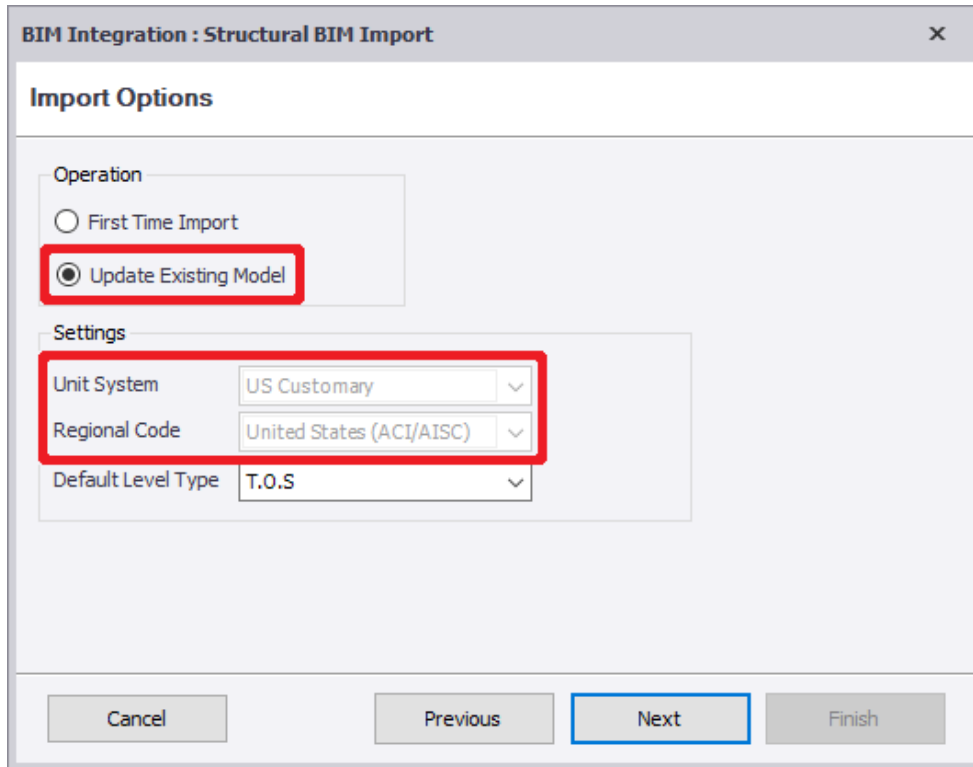 BIM Integration : Structural BIM Import
Import Options
Operation
First Time Import
Update Existing Model
Settings
Unit System US Customary
Regional Code United States (ACI/AISC)
Default Level Type T.O.S
Cancel Previous Next Finish